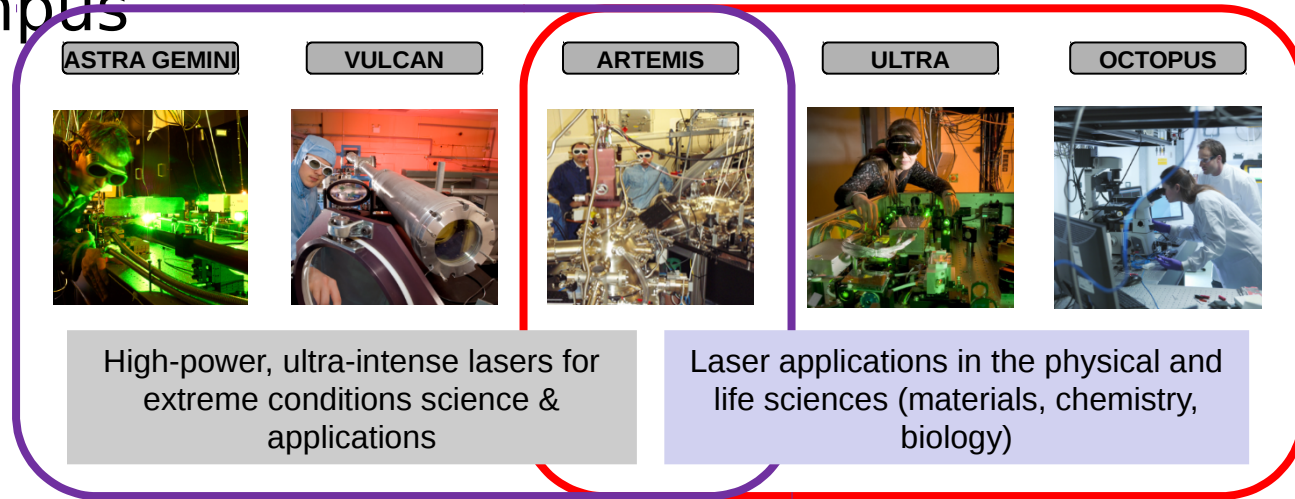 ASTRA GEMINI
VULCAN
ARTEMIS
ULTRA
OCTOPUS
High-power, ultra-intense lasers for
extreme conditions science &
applications
Laser applications in the physical and
life sciences (materials, chemistry,
biology)